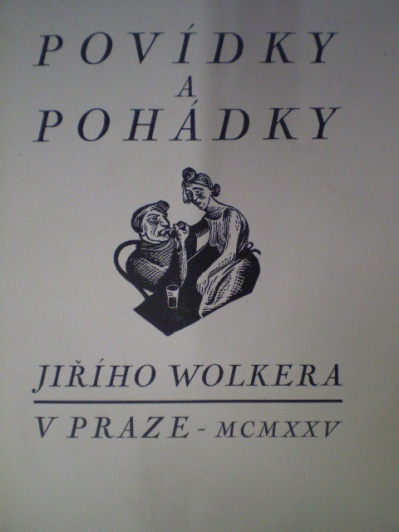 POVÍDKY
A
POHÁDKY
JIŘÍHO WOLKERA
V PRAZE - MCMXXV